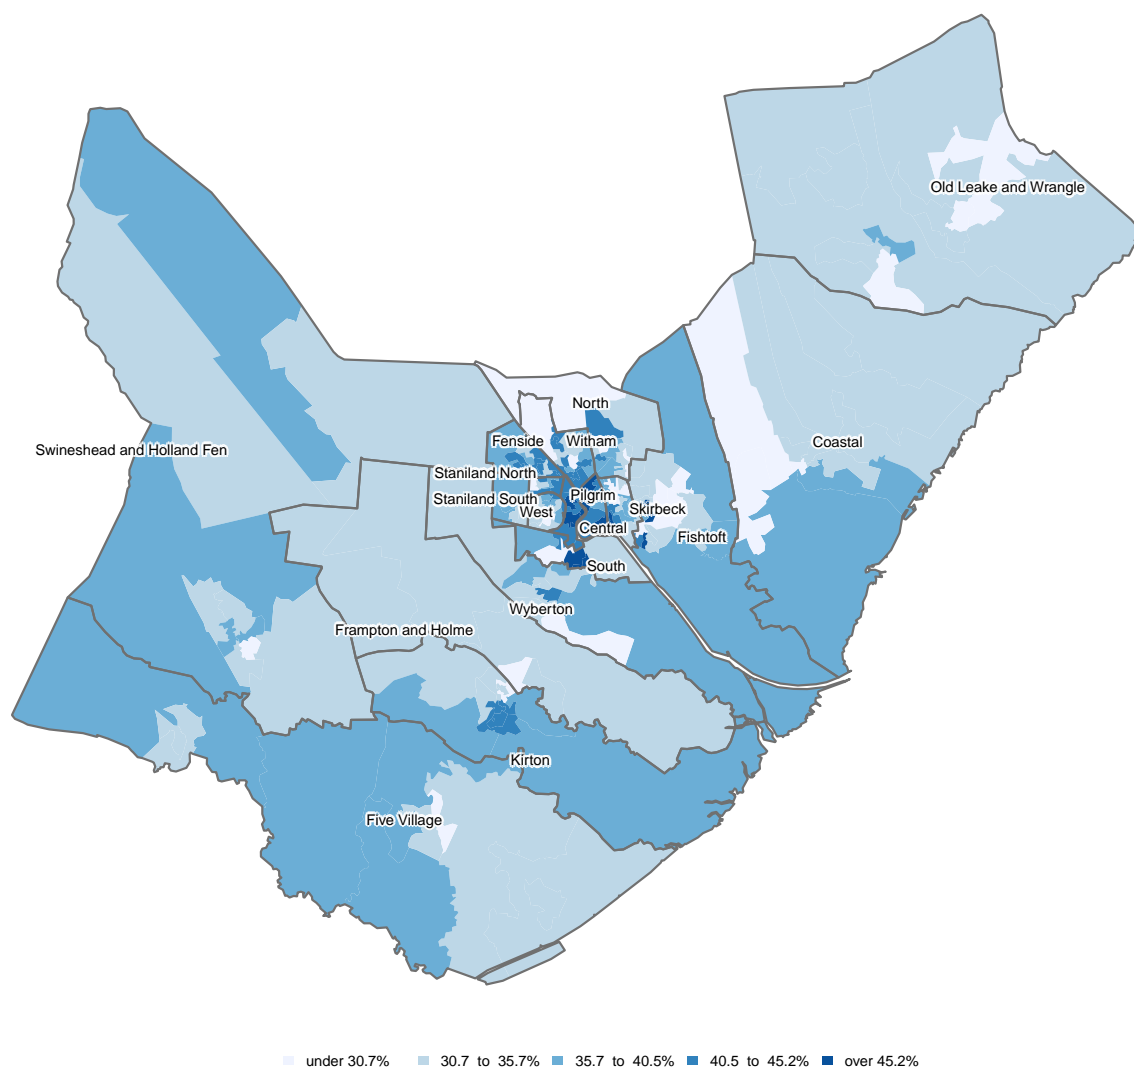 Old Leake and Wrangle
North
Fenside
Witham
Coastal
Swineshead and Holland Fen
Staniland North
Staniland South
Pilgrim
West
Skirbeck
Central
Fishtoft
South
Wyberton
Frampton and Holme
Kirton
Five Village
under 30.7% 30.7 to 35.7% 35.7 to 40.5% 40.5 to 45.2% over 45.2%